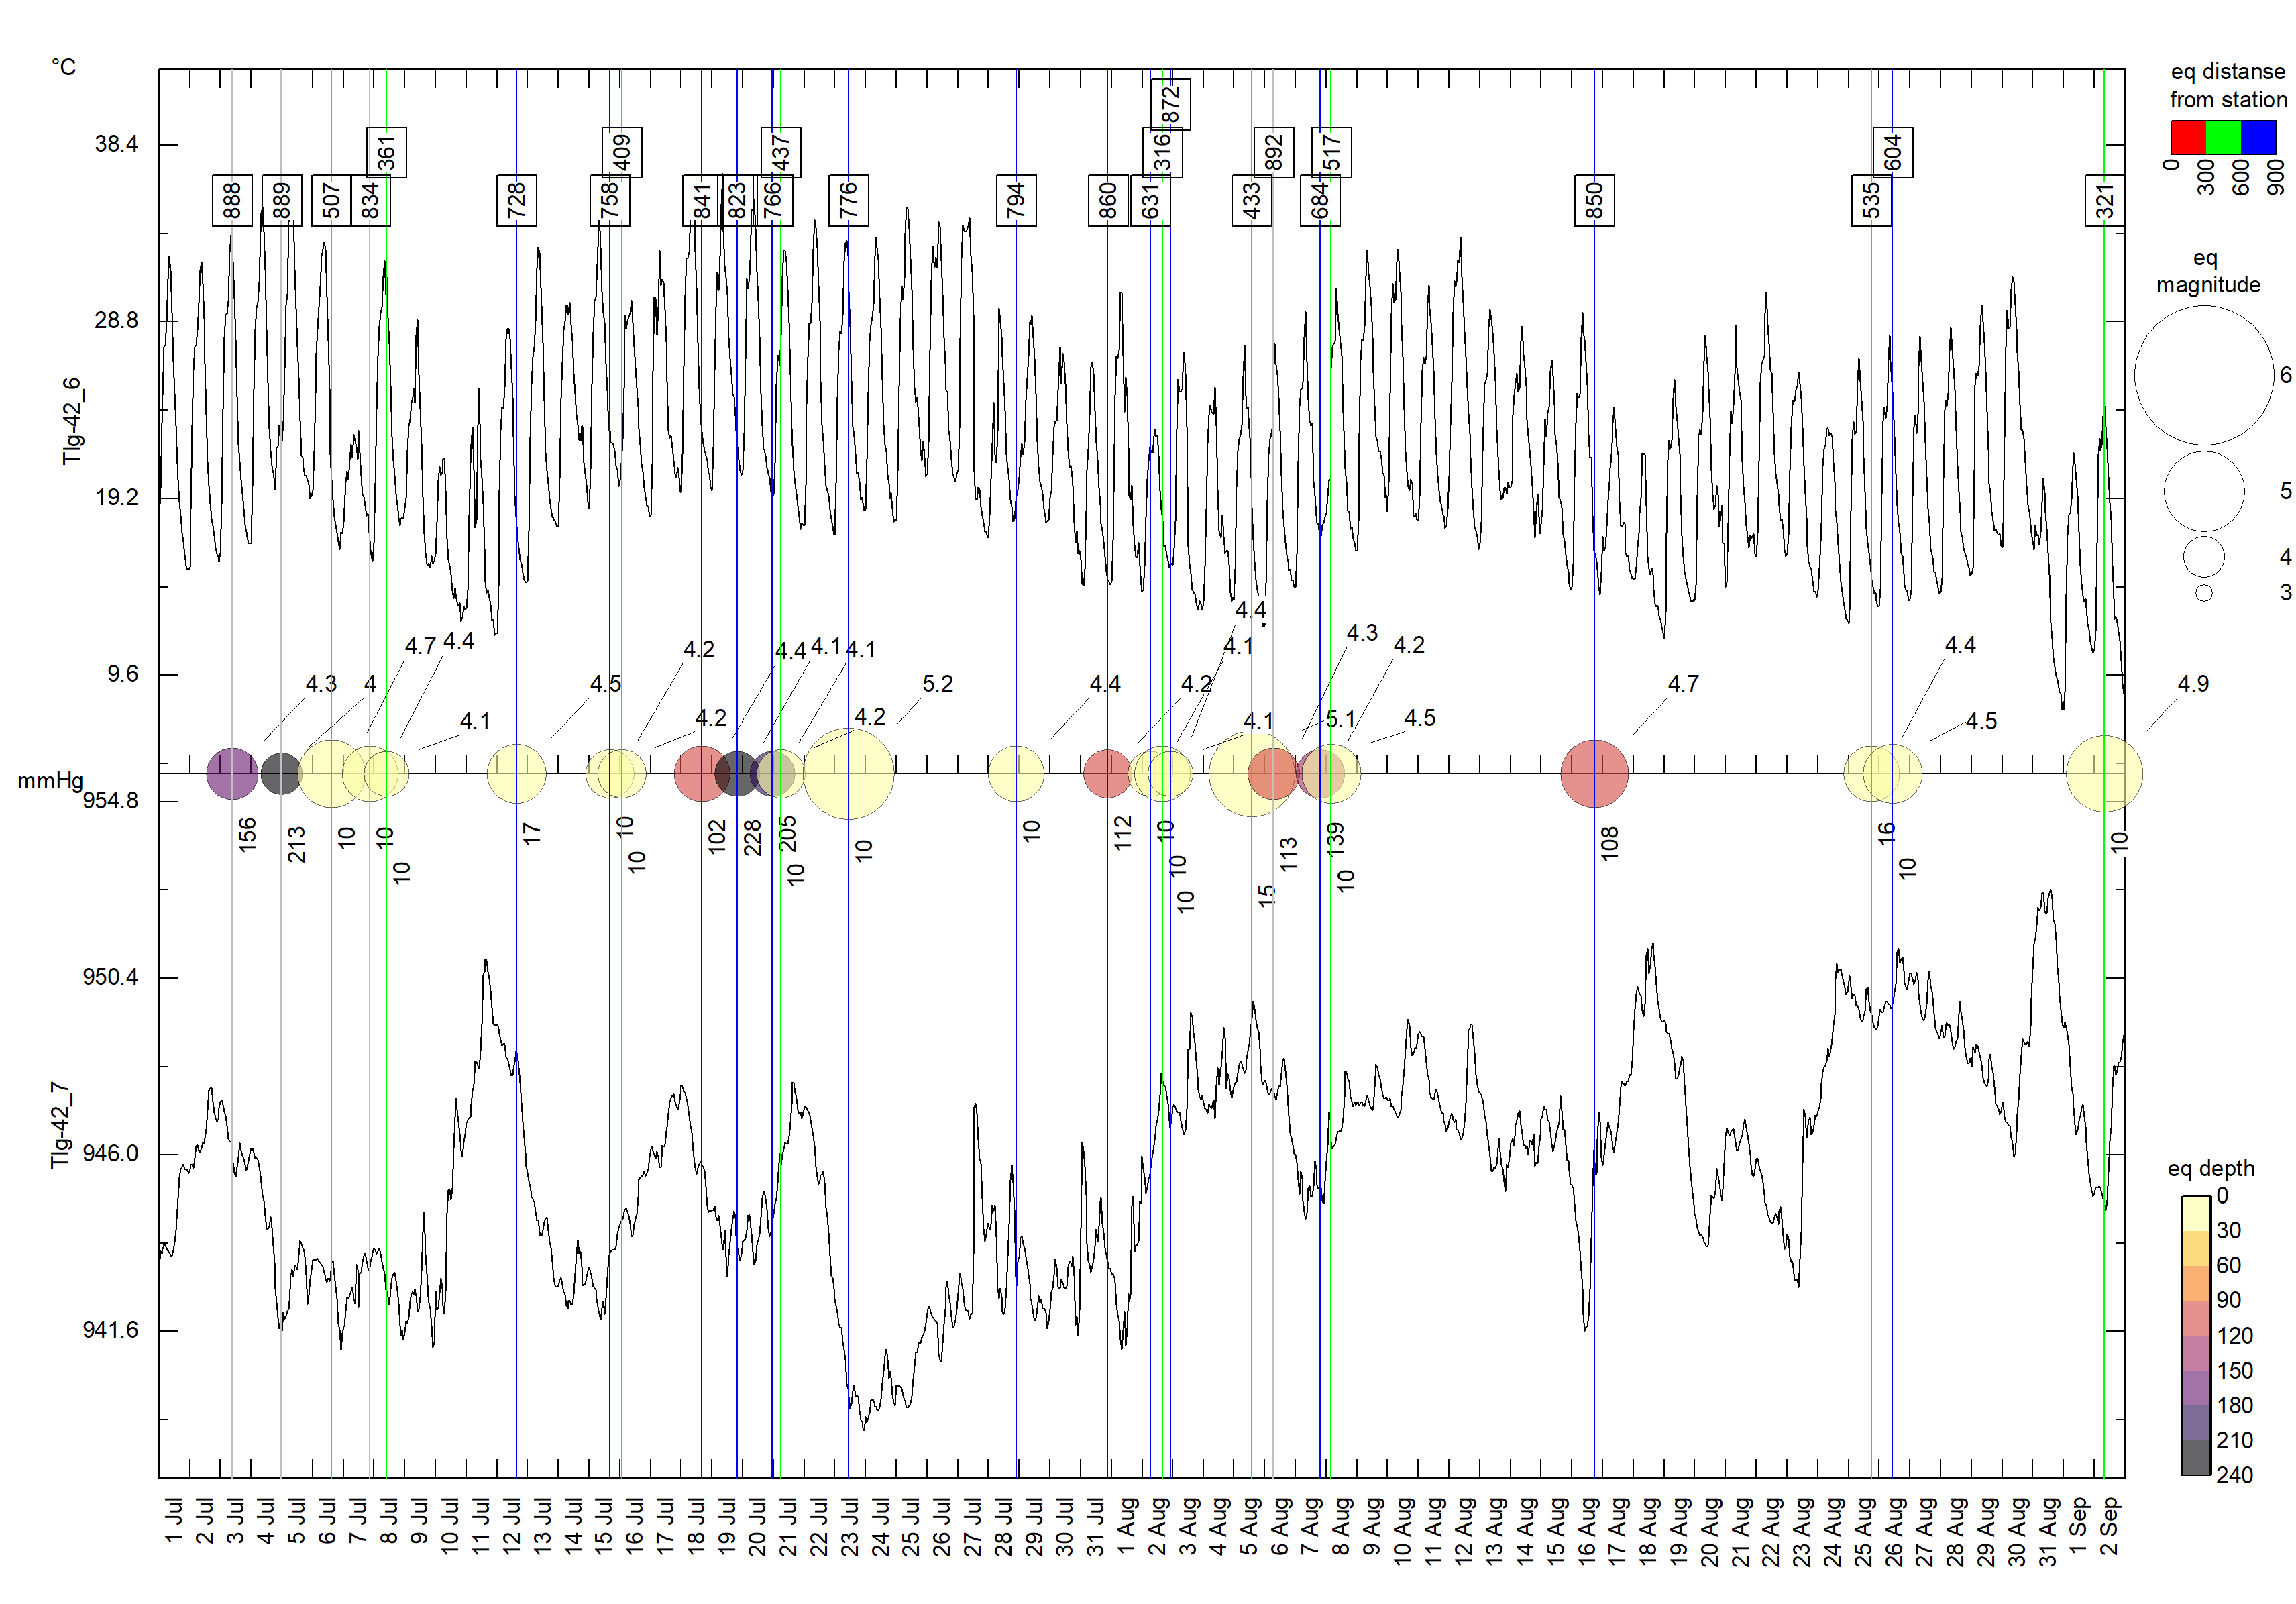 °C
38.4
28.8
19.2
9.6
Tlg-42_6
mmHg
954.8
950.4
946.0
941.6
Tlg-42_7
872
361
409
437
316
892
517
604
888
889
507
834
728
758
841
823
766
776
794
860
631
433
684
850
535
321
4.4
4.3
4.7
4.4
4.2
4.4
4.1
4.1
4.1
4.2
4.4
4.3
4
4.5
5.2
4.4
4.2
4.7
4.9
4.1
4.2
4.2
4.1
5.1
4.5
4.5
156
213
10
10
10
17
10
10
102
228
205
10
10
10
112
10
10
10
15
113
139
10
108
16
10
10
1 Jul
2 Jul
3 Jul
4 Jul
5 Jul
6 Jul
7 Jul
8 Jul
9 Jul
10 Jul
11 Jul
12 Jul
13 Jul
14 Jul
15 Jul
16 Jul
17 Jul
18 Jul
19 Jul
20 Jul
21 Jul
22 Jul
23 Jul
24 Jul
25 Jul
26 Jul
27 Jul
28 Jul
29 Jul
30 Jul
31 Jul
1 Aug
2 Aug
3 Aug
4 Aug
5 Aug
6 Aug
7 Aug
8 Aug
9 Aug
10 Aug
11 Aug
12 Aug
13 Aug
14 Aug
15 Aug
16 Aug
17 Aug
18 Aug
19 Aug
20 Aug
21 Aug
22 Aug
23 Aug
24 Aug
25 Aug
26 Aug
27 Aug
28 Aug
29 Aug
30 Aug
31 Aug
1 Sep
2 Sep
eq distanse
from station
0
300
600
900
eq
magnitude
6
5
4
3
eq depth
0
30
60
90
120
150
180
210
240